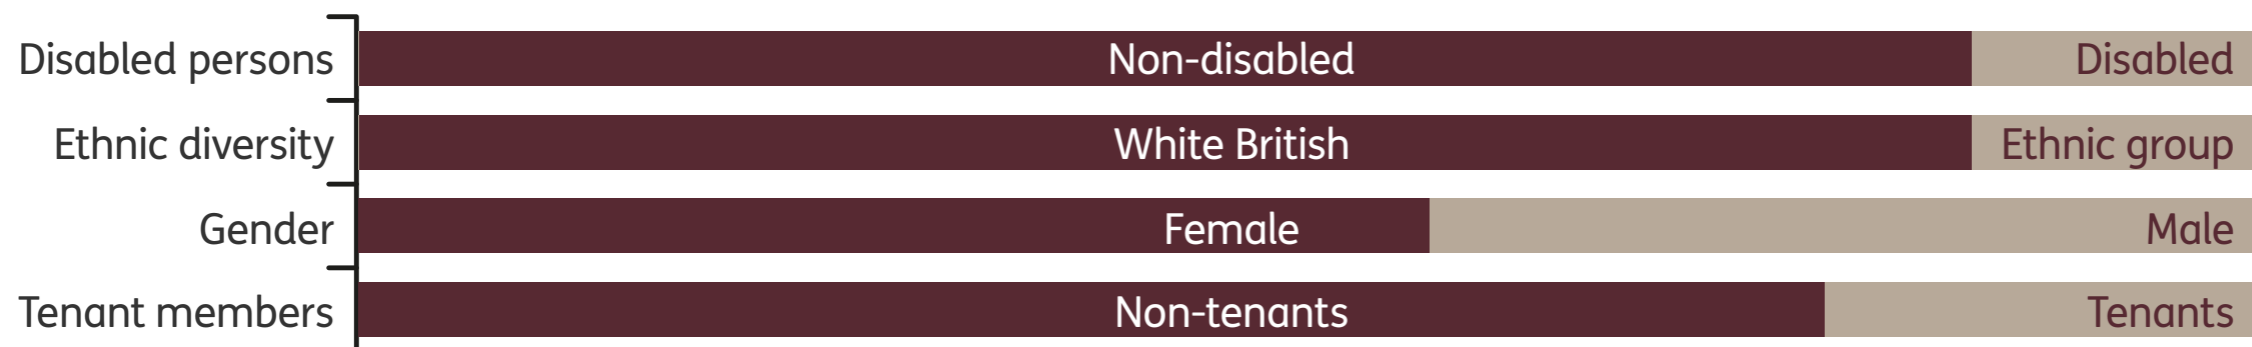 Disabled persons Non-disabled Disabled
Ethnic diversity White British Ethnic group
Gender Female Male
Tenant members Non-tenants Tenants